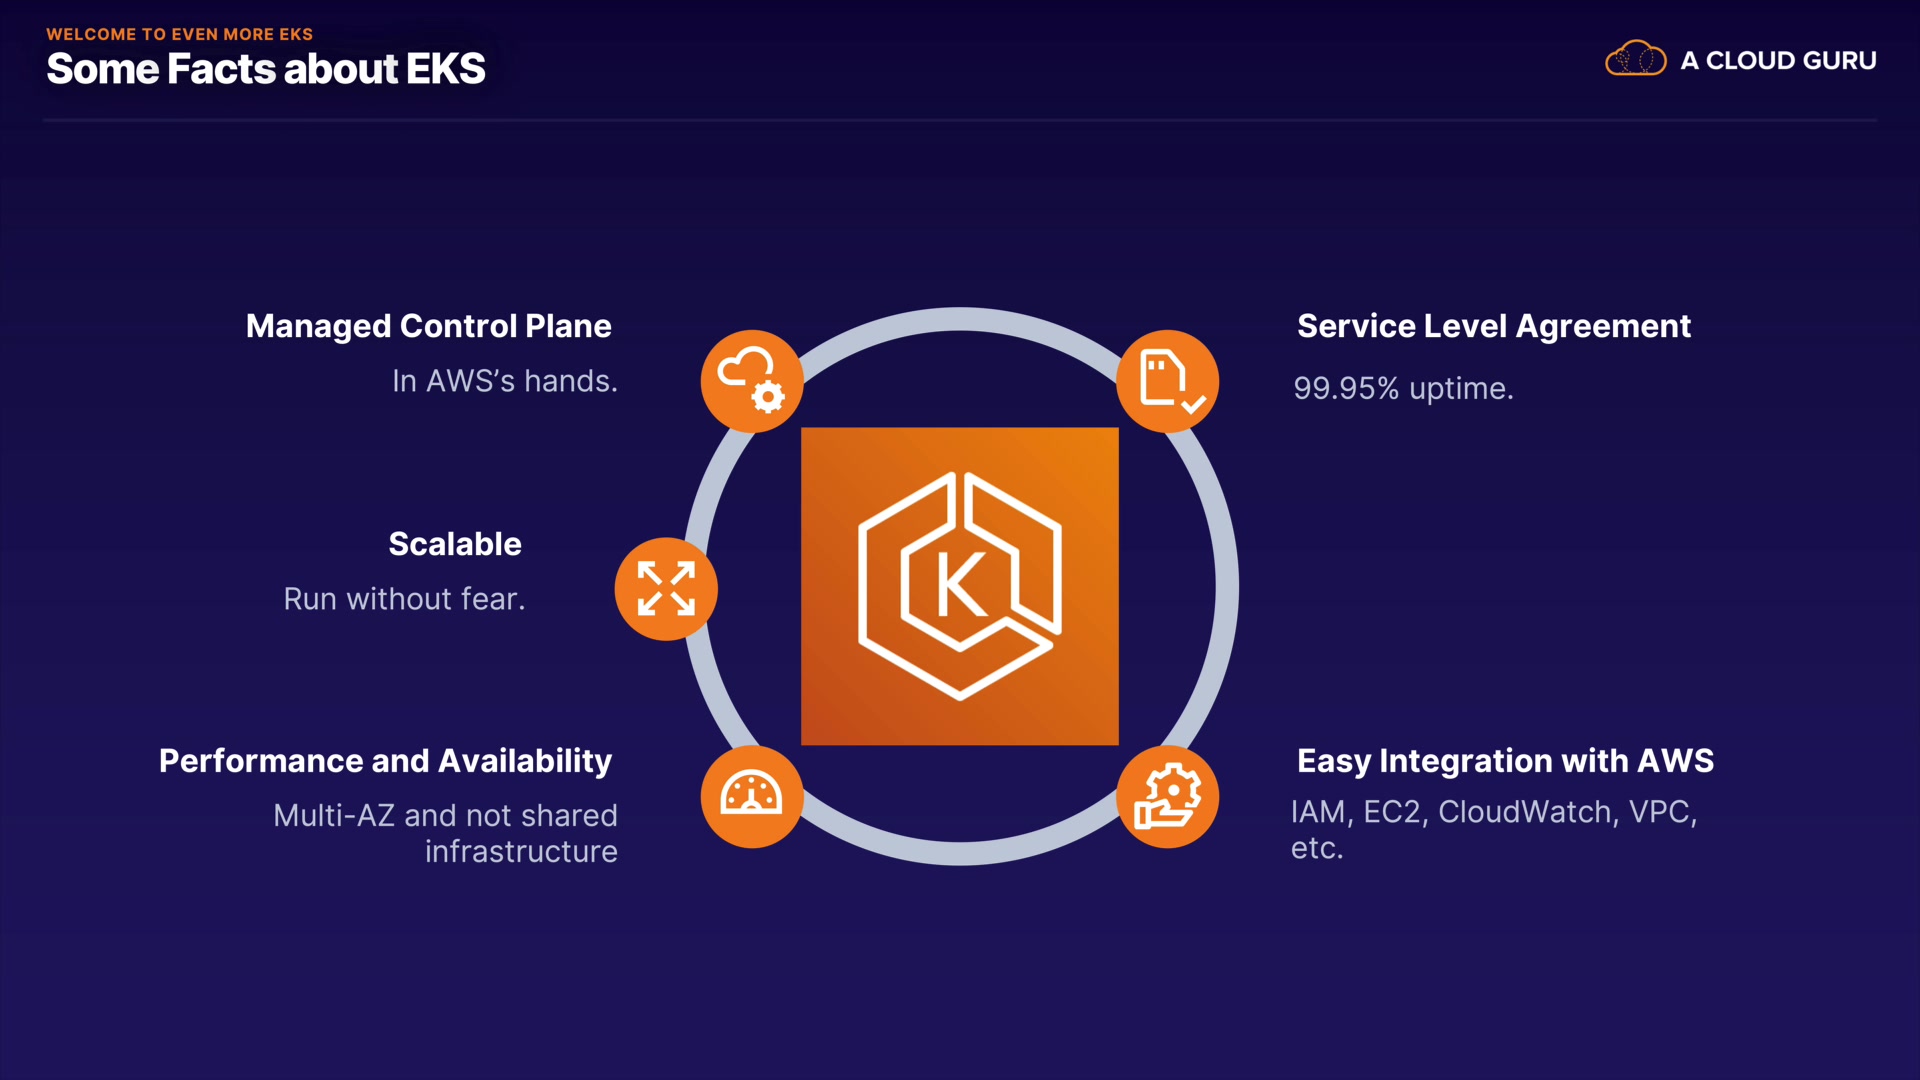 WELCOME TO EVEN MORE EKS
Some Facts about EKS
A CLOUD GURU
Managed Control Plane
In AWS’s hands.
Scalable
Run without fear.
Performance and Availability
Multi-AZ and not shared
infrastructure
K
Service Level Agreement
99.95% uptime.
Easy Integration with AWS
IAM, EC2, CloudWatch, VPC,
etc.